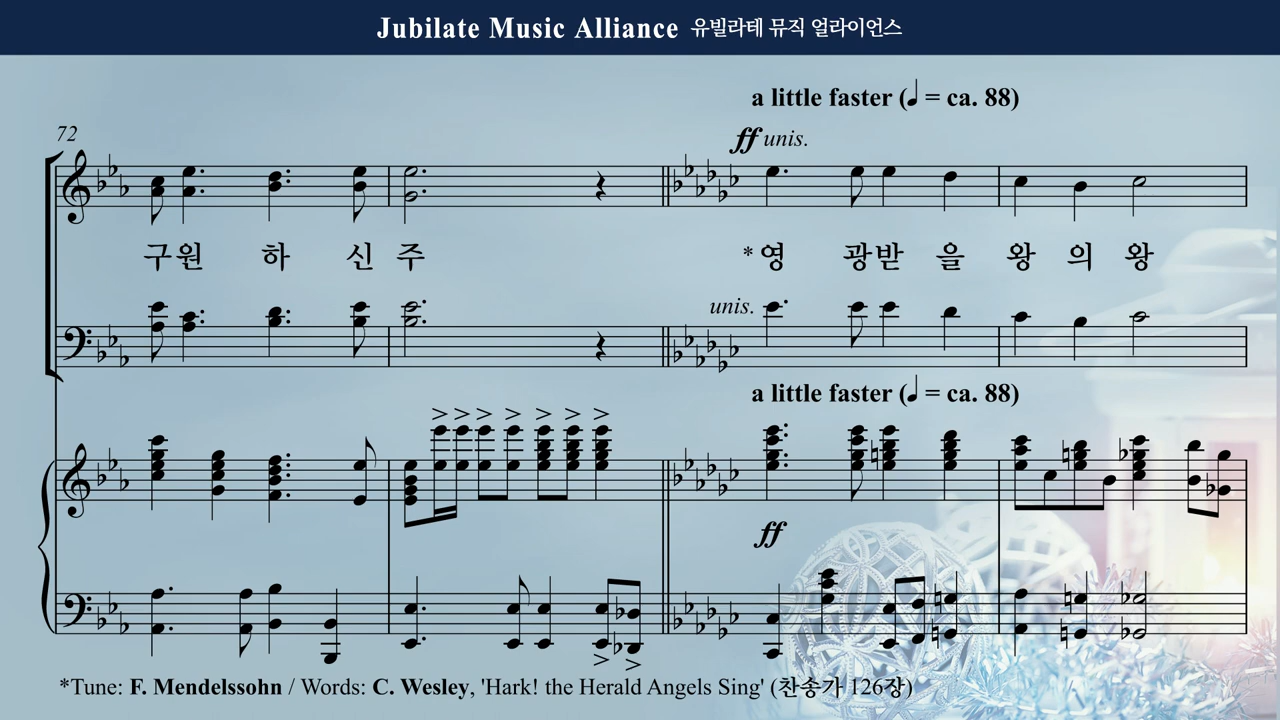 Jubilate Music Alliance 유빌라테 뮤직 얼라이언스
a little faster (♩ = ca. 88)
72
ff unis.
구원 하 신 주 *영 광받 을 왕 의 왕
unis.
a little faster (♩ = ca. 88)
ff
*Tune: F. Mendelssohn / Words: C. Wesley, 'Hark! the Herald Angels Sing' (찬송가 126장)